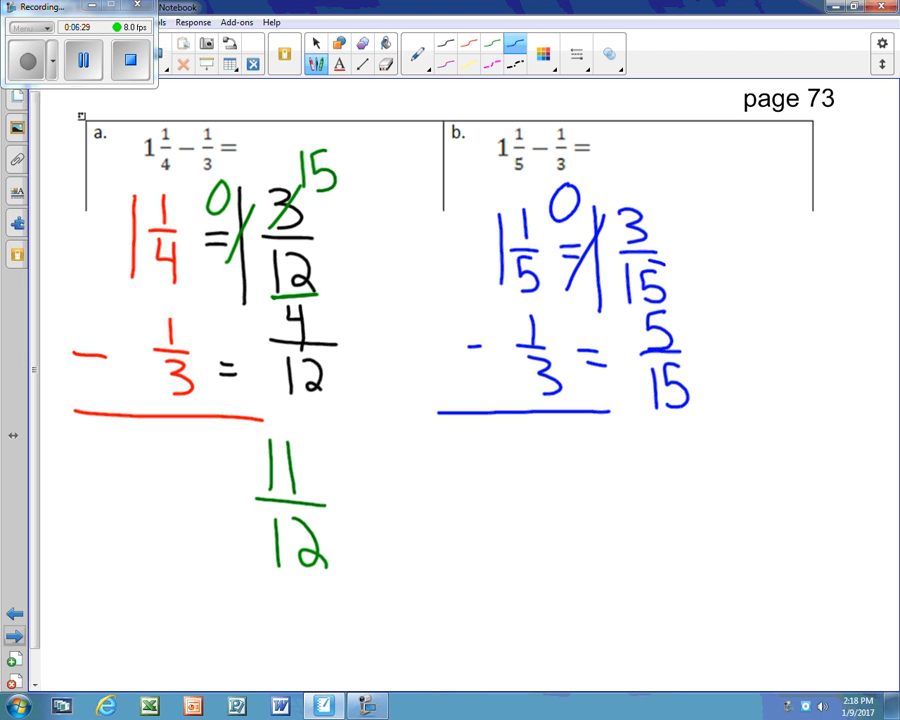 Recording...
Notebook
Menu
0:06:29
8.0 fps
ols Response Add-ons Help
page 73
a. 1 1/4 − 1/3 =
b. 1 1/5 − 1/3 =
15
0
1 1/4 = 1 3/12
− 1/3 = 4/12
11/12
0
1 1/5 = 1 3/15
- 1/3 = 5/15
2:18 PM
1/9/2017